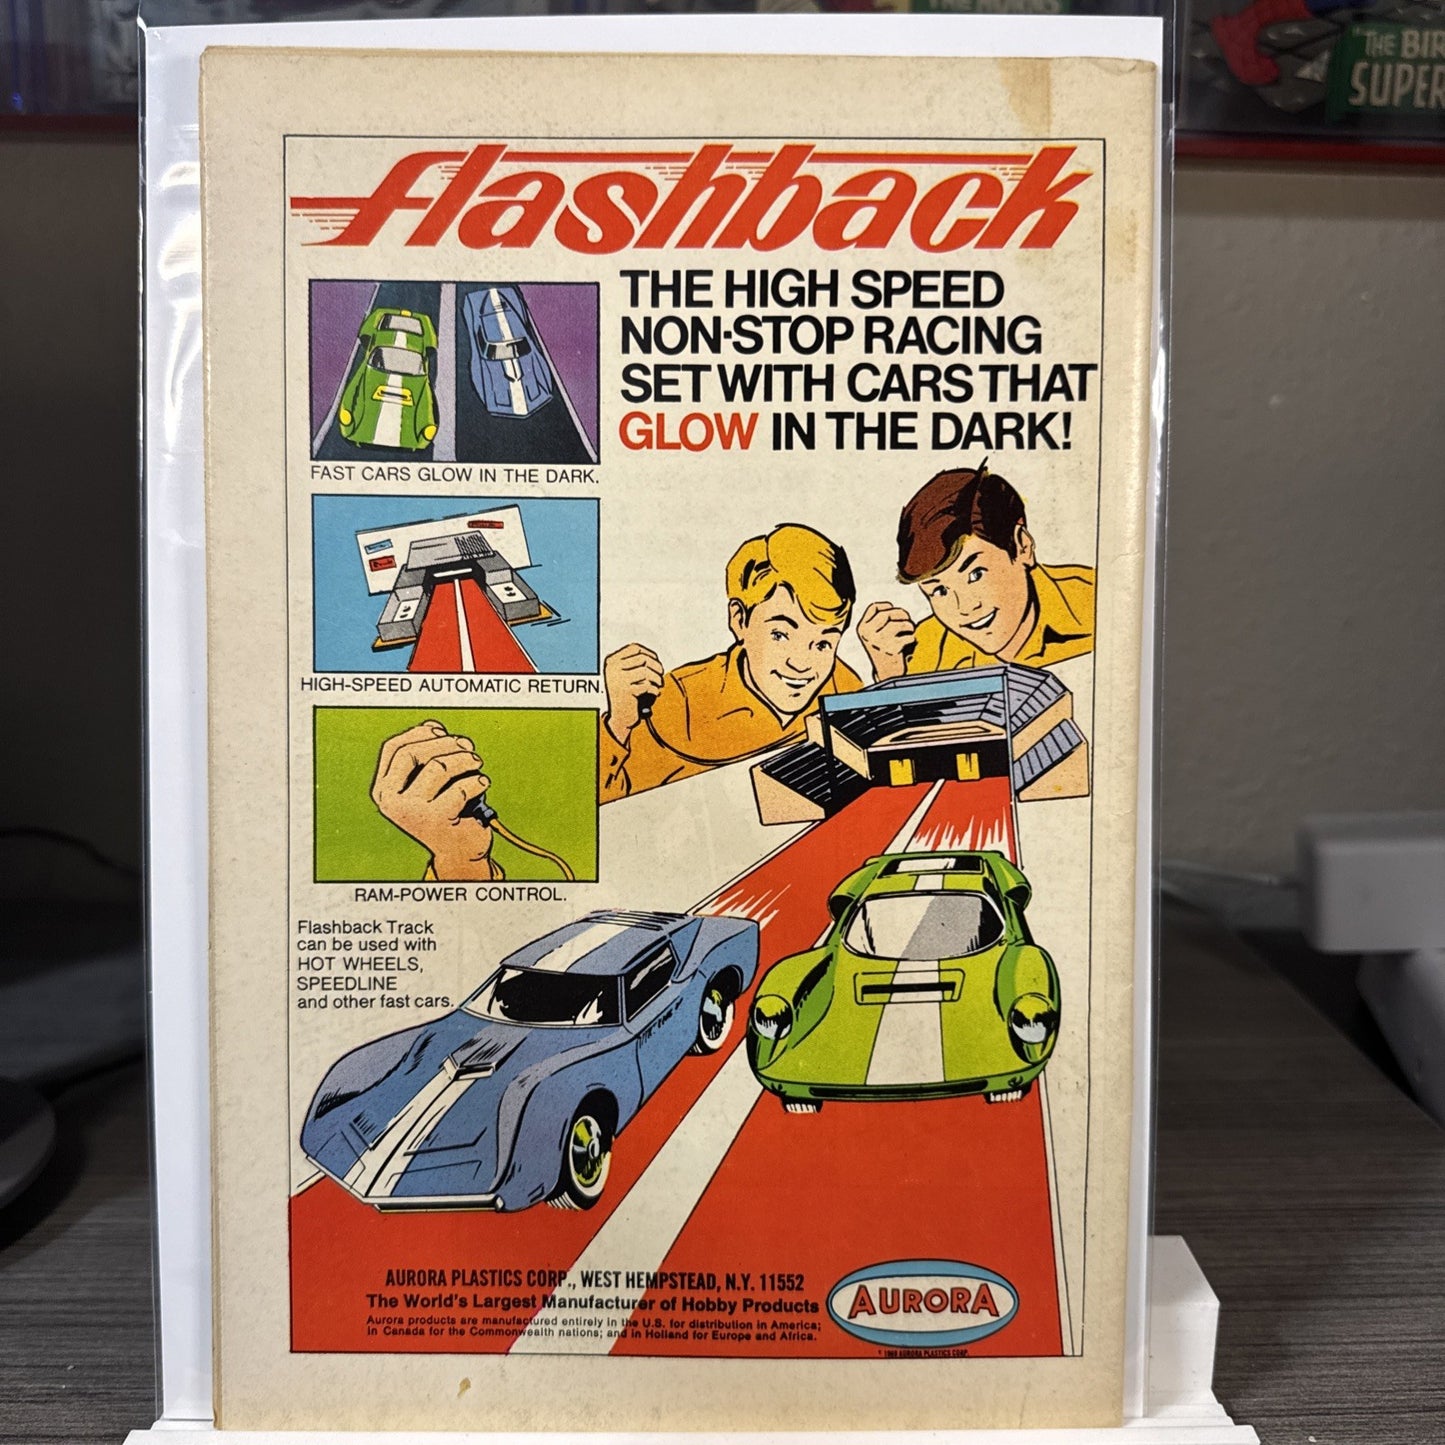 THE BIR
SUPER
flashback
THE HIGH SPEED
NON-STOP RACING
SET WITH CARS THAT
GLOW IN THE DARK!
FAST CARS GLOW IN THE DARK.
HIGH-SPEED AUTOMATIC RETURN.
RAM-POWER CONTROL.
Flashback Track
can be used with
HOT WHEELS,
SPEEDLINE
and other fast cars.
AURORA PLASTICS CORP., WEST HEMPSTEAD, N.Y. 11552
The World's Largest Manufacturer of Hobby Products
Aurora products are manufactured entirely in the U.S. for distribution in America;
in Canada for the Commonwealth nations; and in Holland for Europe and Africa.
AURORA
AURORA PLASTICS CORP.